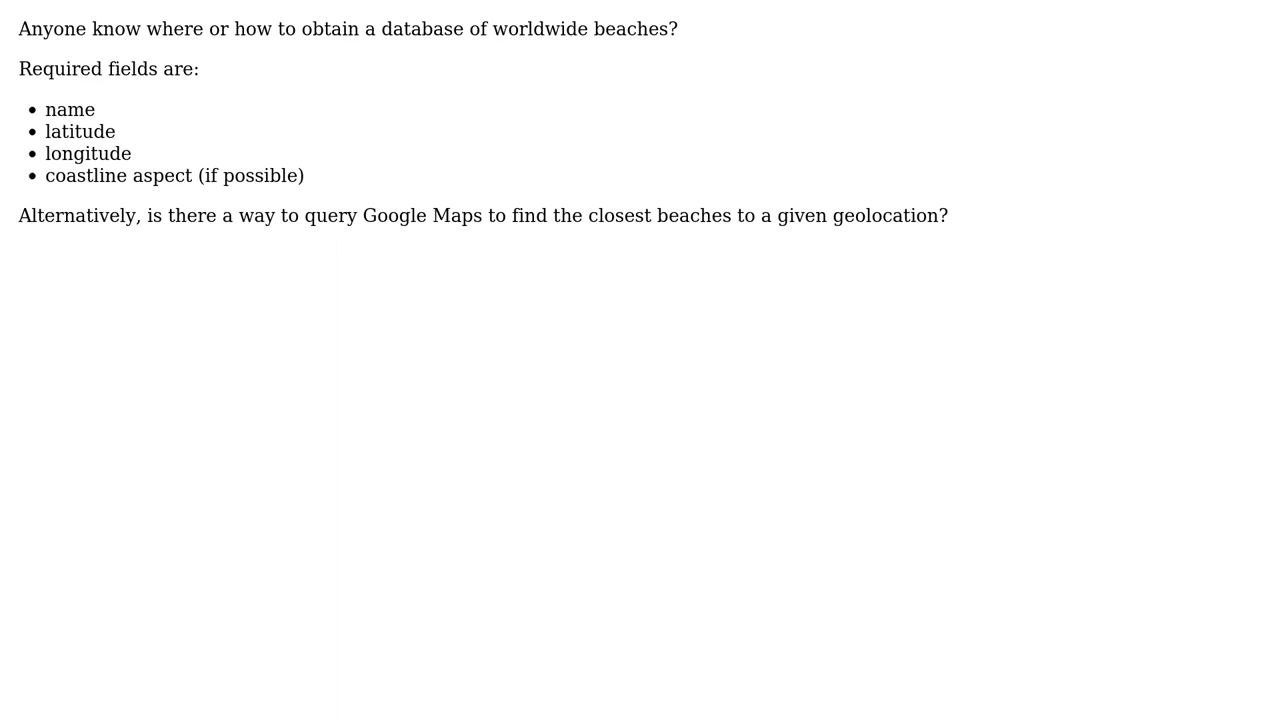 Anyone know where or how to obtain a database of worldwide beaches?
Required fields are:
• name
• latitude
• longitude
• coastline aspect (if possible)
Alternatively, is there a way to query Google Maps to find the closest beaches to a given geolocation?